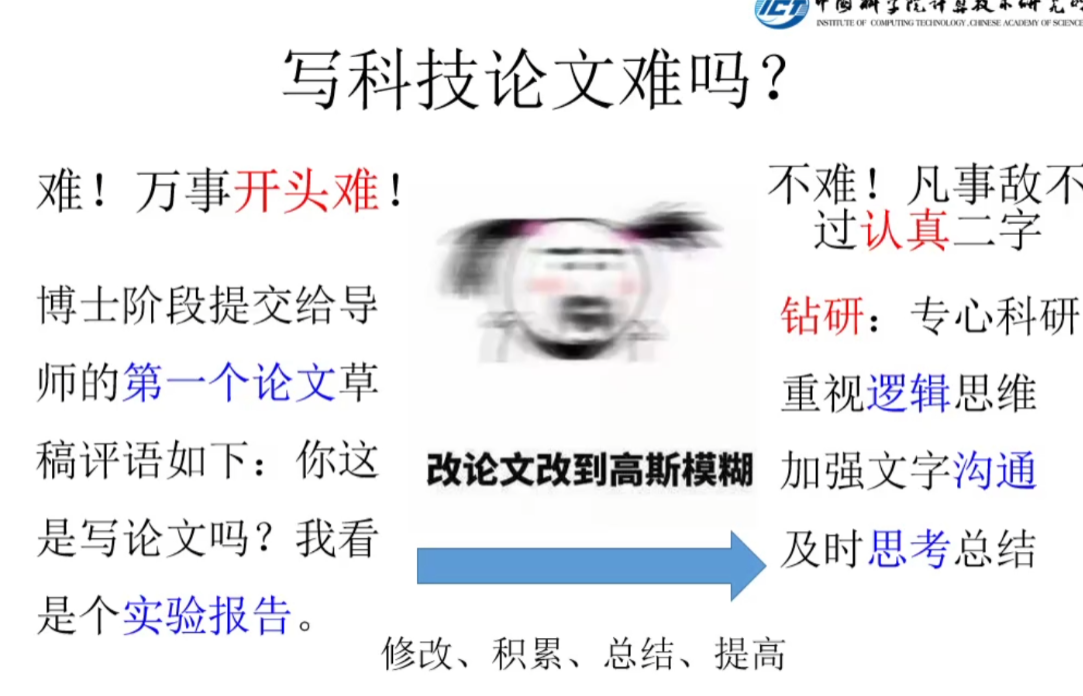 中国科学院计算技术研究所
INSTITUTE OF COMPUTING TECHNOLOGY, CHINESE ACADEMY OF SCIENCE
写科技论文难吗？
难！万事开头难！
博士阶段提交给导
师的第一个论文草
稿评语如下：你这
是写论文吗？我看
是个实验报告。
改论文改到高斯模糊
修改、积累、总结、提高
不难！凡事敌不
过认真二字
钻研：专心科研
重视逻辑思维
加强文字沟通
及时思考总结